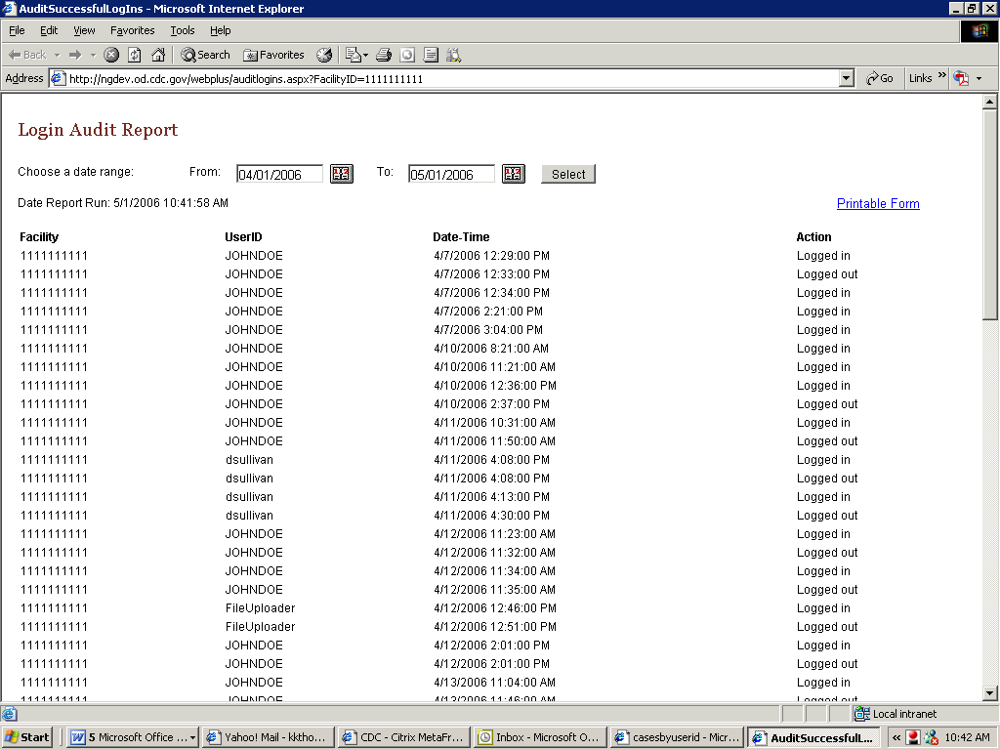 AuditSuccessfulLogIns - Microsoft Internet Explorer
File Edit View Favorites Tools Help
Back Search Favorites
Address http://ngdev.od.cdc.gov/webplus/auditlogins.aspx?FacilityID=1111111111 Go Links »
Login Audit Report
Choose a date range: From: 04/01/2006 To: 05/01/2006 Select
Date Report Run: 5/1/2006 10:41:58 AM Printable Form
Facility UserID Date-Time Action
1111111111 JOHNDOE 4/7/2006 12:29:00 PM Logged in
1111111111 JOHNDOE 4/7/2006 12:33:00 PM Logged out
1111111111 JOHNDOE 4/7/2006 12:34:00 PM Logged in
1111111111 JOHNDOE 4/7/2006 2:21:00 PM Logged in
1111111111 JOHNDOE 4/7/2006 3:04:00 PM Logged in
1111111111 JOHNDOE 4/10/2006 8:21:00 AM Logged in
1111111111 JOHNDOE 4/10/2006 11:21:00 AM Logged in
1111111111 JOHNDOE 4/10/2006 12:36:00 PM Logged in
1111111111 JOHNDOE 4/10/2006 2:37:00 PM Logged out
1111111111 JOHNDOE 4/11/2006 10:31:00 AM Logged in
1111111111 JOHNDOE 4/11/2006 11:50:00 AM Logged out
1111111111 dsullivan 4/11/2006 4:08:00 PM Logged in
1111111111 dsullivan 4/11/2006 4:08:00 PM Logged out
1111111111 dsullivan 4/11/2006 4:13:00 PM Logged in
1111111111 dsullivan 4/11/2006 4:30:00 PM Logged out
1111111111 JOHNDOE 4/12/2006 11:23:00 AM Logged in
1111111111 JOHNDOE 4/12/2006 11:32:00 AM Logged out
1111111111 JOHNDOE 4/12/2006 11:34:00 AM Logged in
1111111111 JOHNDOE 4/12/2006 11:35:00 AM Logged out
1111111111 FileUploader 4/12/2006 12:46:00 PM Logged in
1111111111 FileUploader 4/12/2006 12:51:00 PM Logged out
1111111111 JOHNDOE 4/12/2006 2:01:00 PM Logged in
1111111111 JOHNDOE 4/12/2006 2:01:00 PM Logged out
1111111111 JOHNDOE 4/13/2006 11:04:00 AM Logged in
1111111111 JOHNDOE 4/13/2006 11:46:00 AM Logged out
Local intranet
Start 5 Microsoft Office ... Yahoo! Mail - kktho... CDC - Citrix MetaFr... Inbox - Microsoft O... casesbyuserid - Micr... AuditSuccessfulL... « 10:42 AM